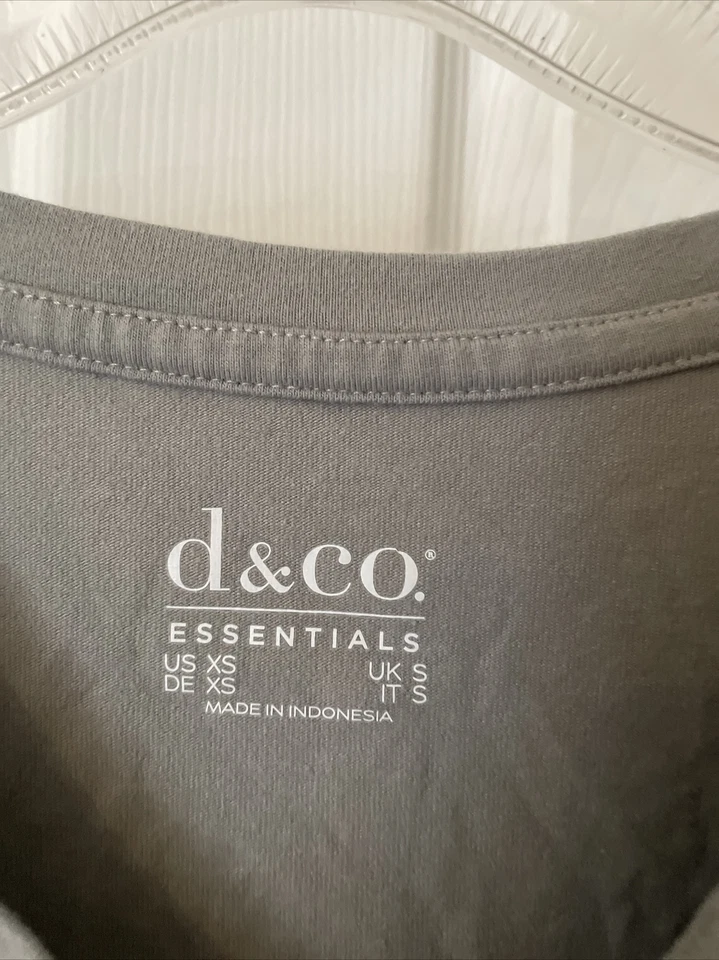 d&co.®
ESSENTIALS
US XS UK S
DE XS IT S
MADE IN INDONESIA